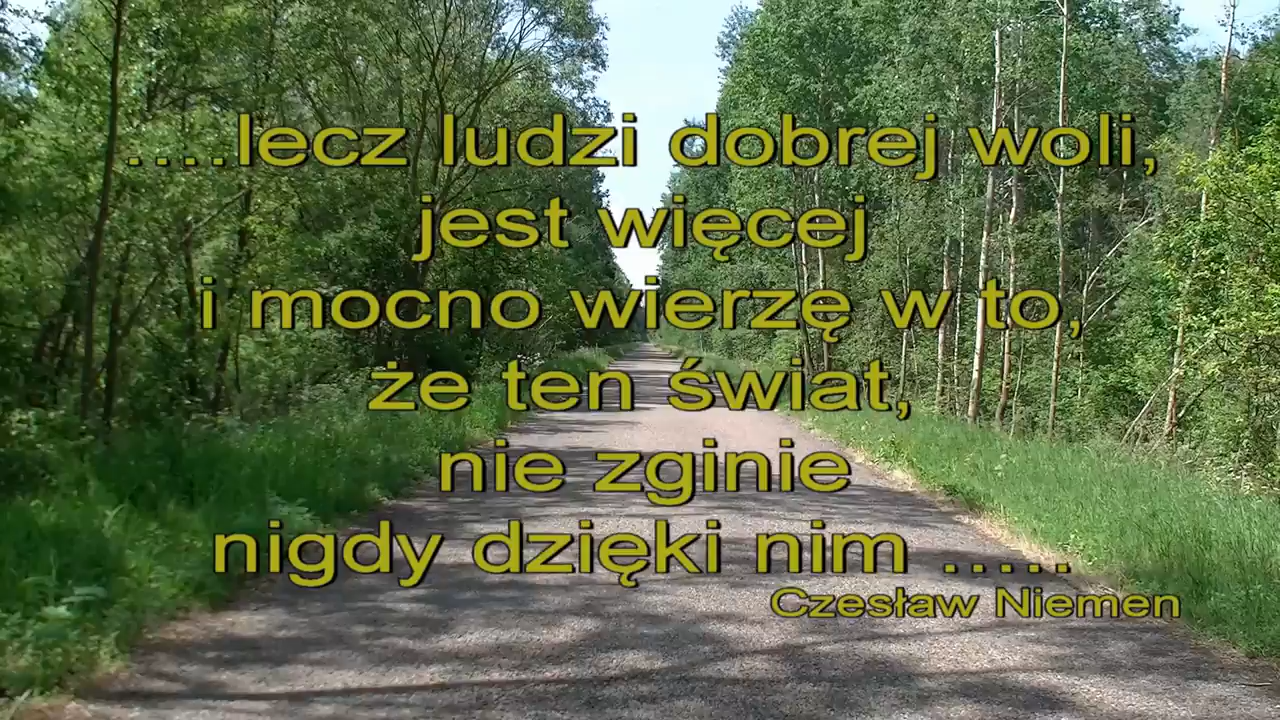 ....lecz ludzi dobrej woli,
jest więcej
i mocno wierzę w to,
że ten świat,
nie zginie
nigdy dzięki nim .....
Czesław Niemen